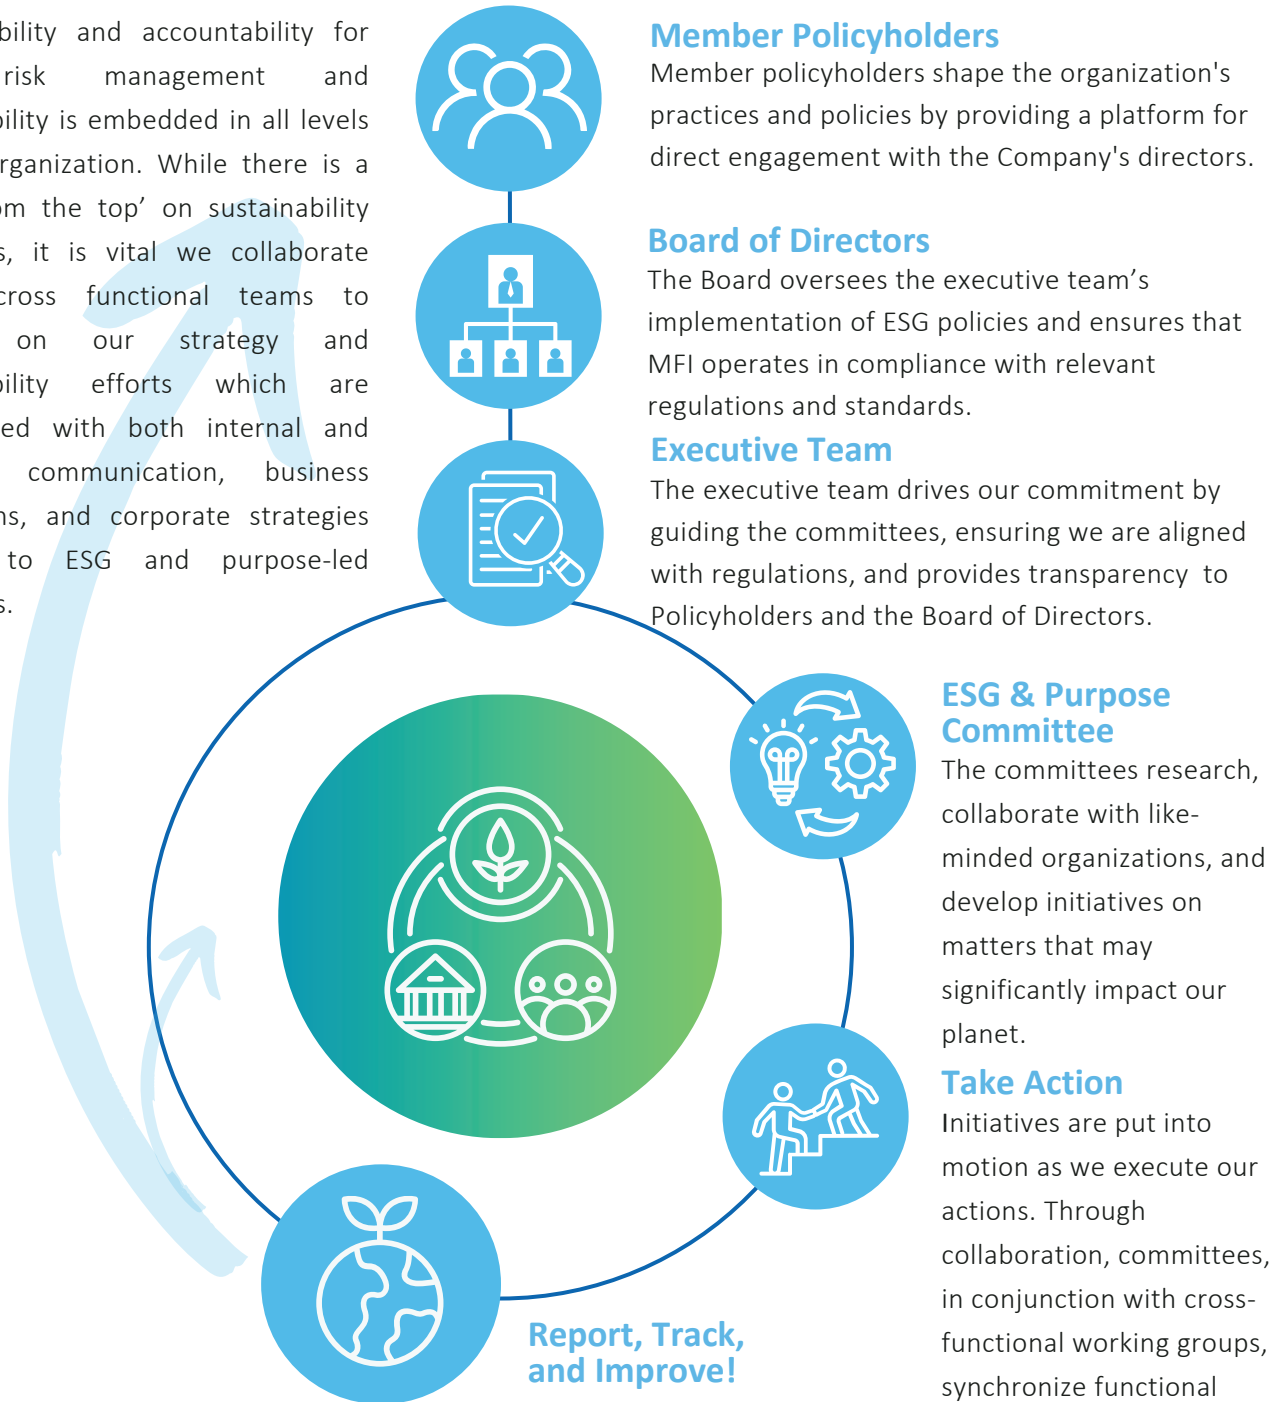 bility and accountability for
risk management and
bility is embedded in all levels
rganization. While there is a
om the top’ on sustainability
s, it is vital we collaborate
cross functional teams to
on our strategy and
bility efforts which are
ed with both internal and
communication, business
ns, and corporate strategies
to ESG and purpose-led
s.
Member Policyholders
Member policyholders shape the organization's
practices and policies by providing a platform for
direct engagement with the Company's directors.
Board of Directors
The Board oversees the executive team’s
implementation of ESG policies and ensures that
MFI operates in compliance with relevant
regulations and standards.
Executive Team
The executive team drives our commitment by
guiding the committees, ensuring we are aligned
with regulations, and provides transparency to
Policyholders and the Board of Directors.
ESG & Purpose
Committee
The committees research,
collaborate with like-
minded organizations, and
develop initiatives on
matters that may
significantly impact our
planet.
Take Action
Initiatives are put into
motion as we execute our
actions. Through
collaboration, committees,
in conjunction with cross-
functional working groups,
synchronize functional
Report, Track,
and Improve!